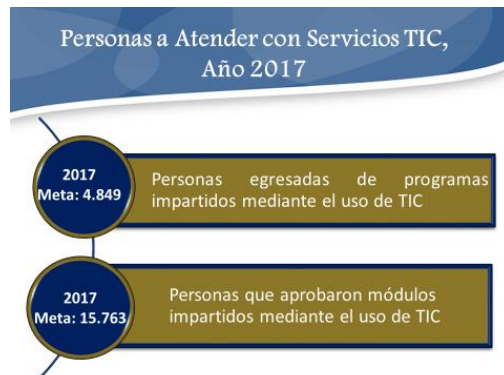 Personas a Atender con Servicios TIC,
Año 2017
2017
Meta: 4.849
Personas egresadas de programas
impartidos mediante el uso de TIC
2017
Meta: 15.763
Personas que aprobaron módulos
impartidos mediante el uso de TIC